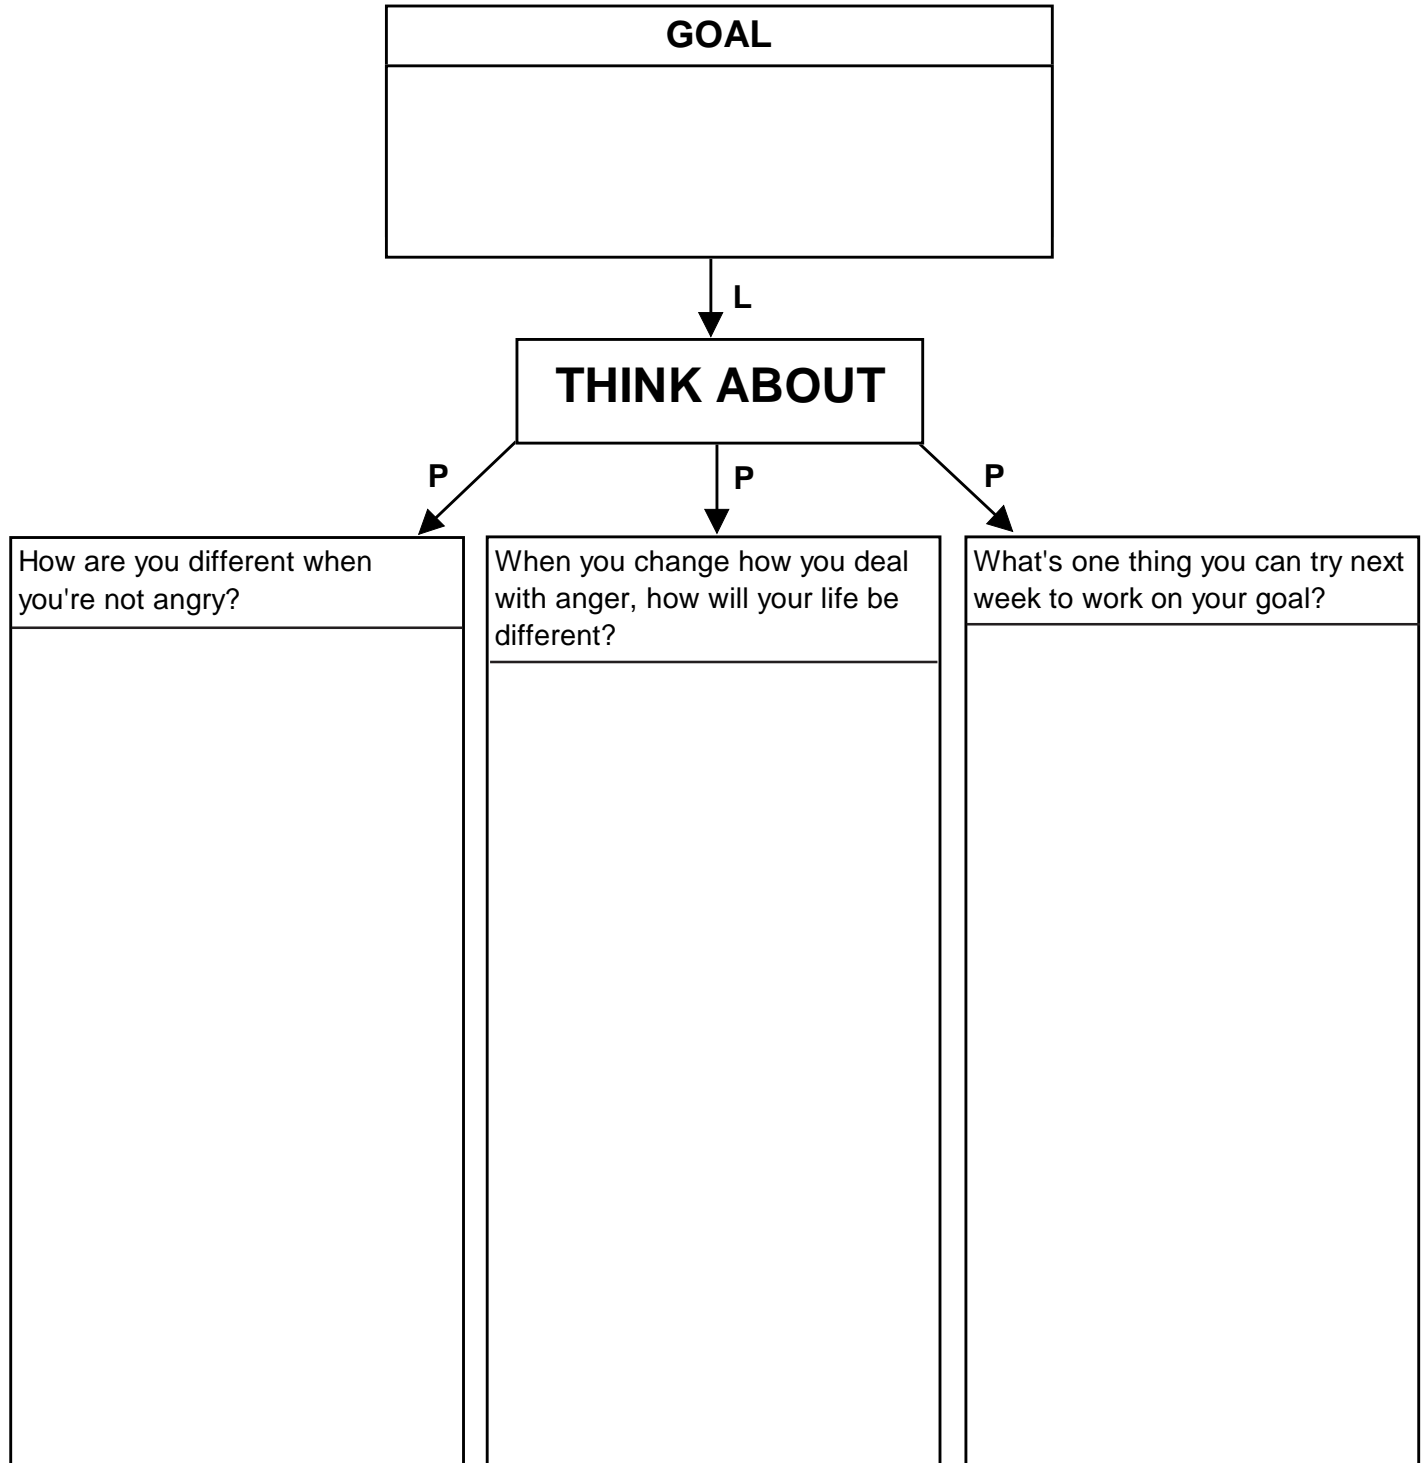 GOAL
L
THINK ABOUT
P
P
P
How are you different when
you're not angry?
When you change how you deal
with anger, how will your life be
different?
What's one thing you can try next
week to work on your goal?